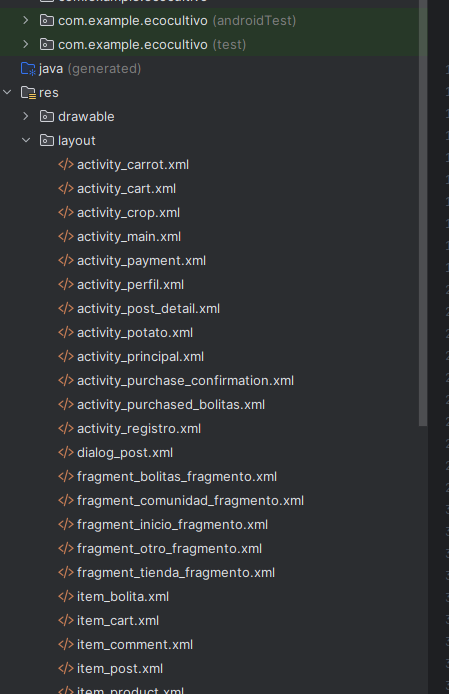 com.example.ecocultivo
com.example.ecocultivo (androidTest)
com.example.ecocultivo (test)
java (generated)
res
drawable
layout
activity_carrot.xml
activity_cart.xml
activity_crop.xml
activity_main.xml
activity_payment.xml
activity_perfil.xml
activity_post_detail.xml
activity_potato.xml
activity_principal.xml
activity_purchase_confirmation.xml
activity_purchased_bolitas.xml
activity_registro.xml
dialog_post.xml
fragment_bolitas_fragmento.xml
fragment_comunidad_fragmento.xml
fragment_inicio_fragmento.xml
fragment_otro_fragmento.xml
fragment_tienda_fragmento.xml
item_bolita.xml
item_cart.xml
item_comment.xml
item_post.xml
item_product.xml